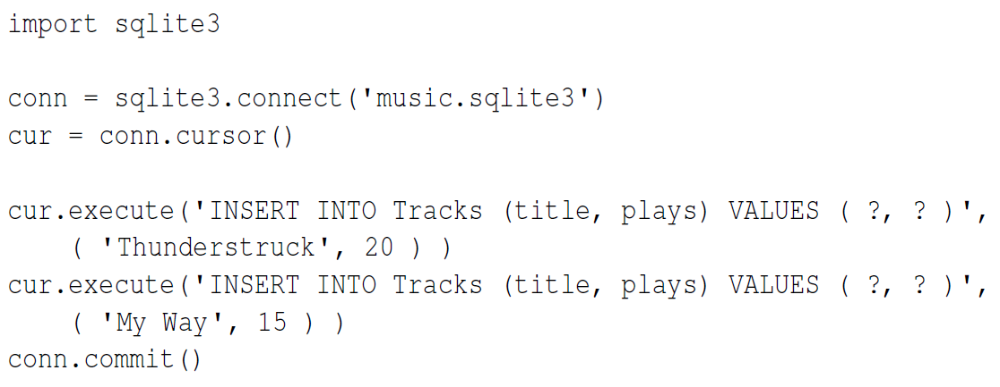 import sqlite3
conn = sqlite3.connect('music.sqlite3')
cur = conn.cursor()
cur.execute('INSERT INTO Tracks (title, plays) VALUES ( ?, ? )',
    ( 'Thunderstruck', 20 ) )
cur.execute('INSERT INTO Tracks (title, plays) VALUES ( ?, ? )',
    ( 'My Way', 15 ) )
conn.commit()